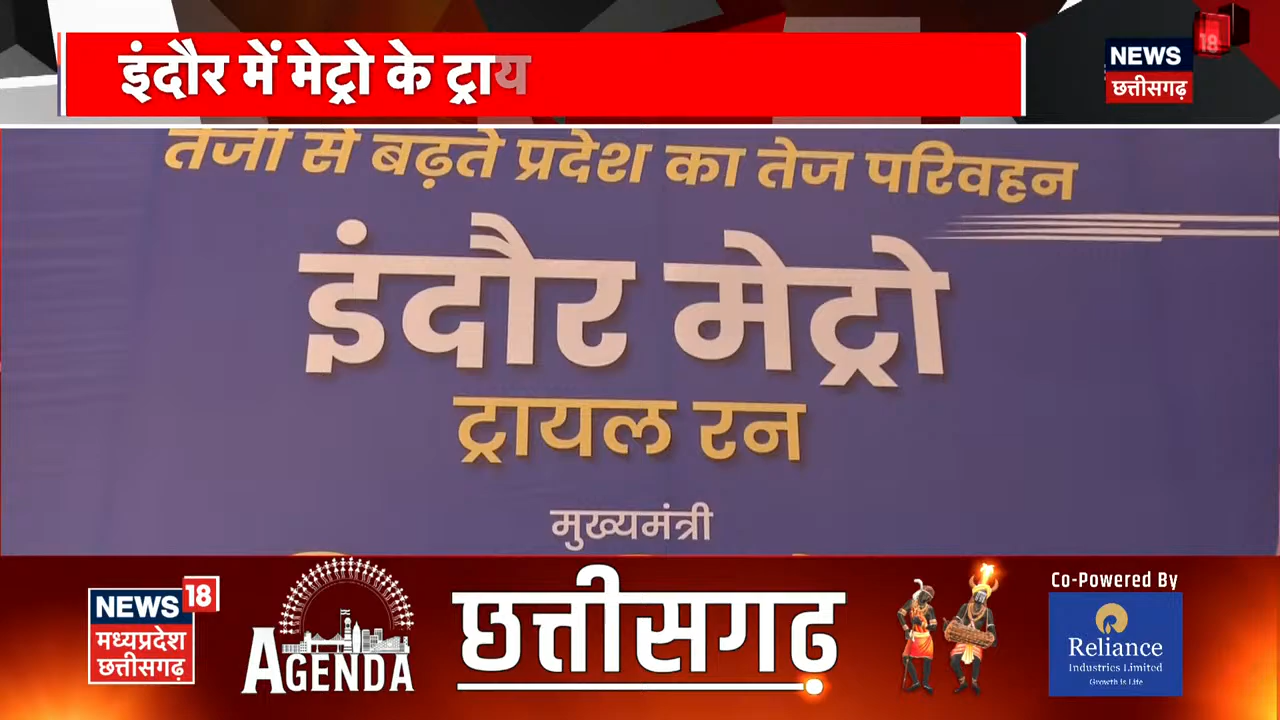 इंदौर में मेट्रो के ट्राय
NEWS 18
छत्तीसगढ़
तेजी से बढ़ते प्रदेश का तेज परिवहन
इंदौर मेट्रो
ट्रायल रन
मुख्यमंत्री
NEWS 18
मध्यप्रदेश
छत्तीसगढ़
AGENDA
छत्तीसगढ़
Co-Powered By
Reliance
Industries Limited
Growth is Life